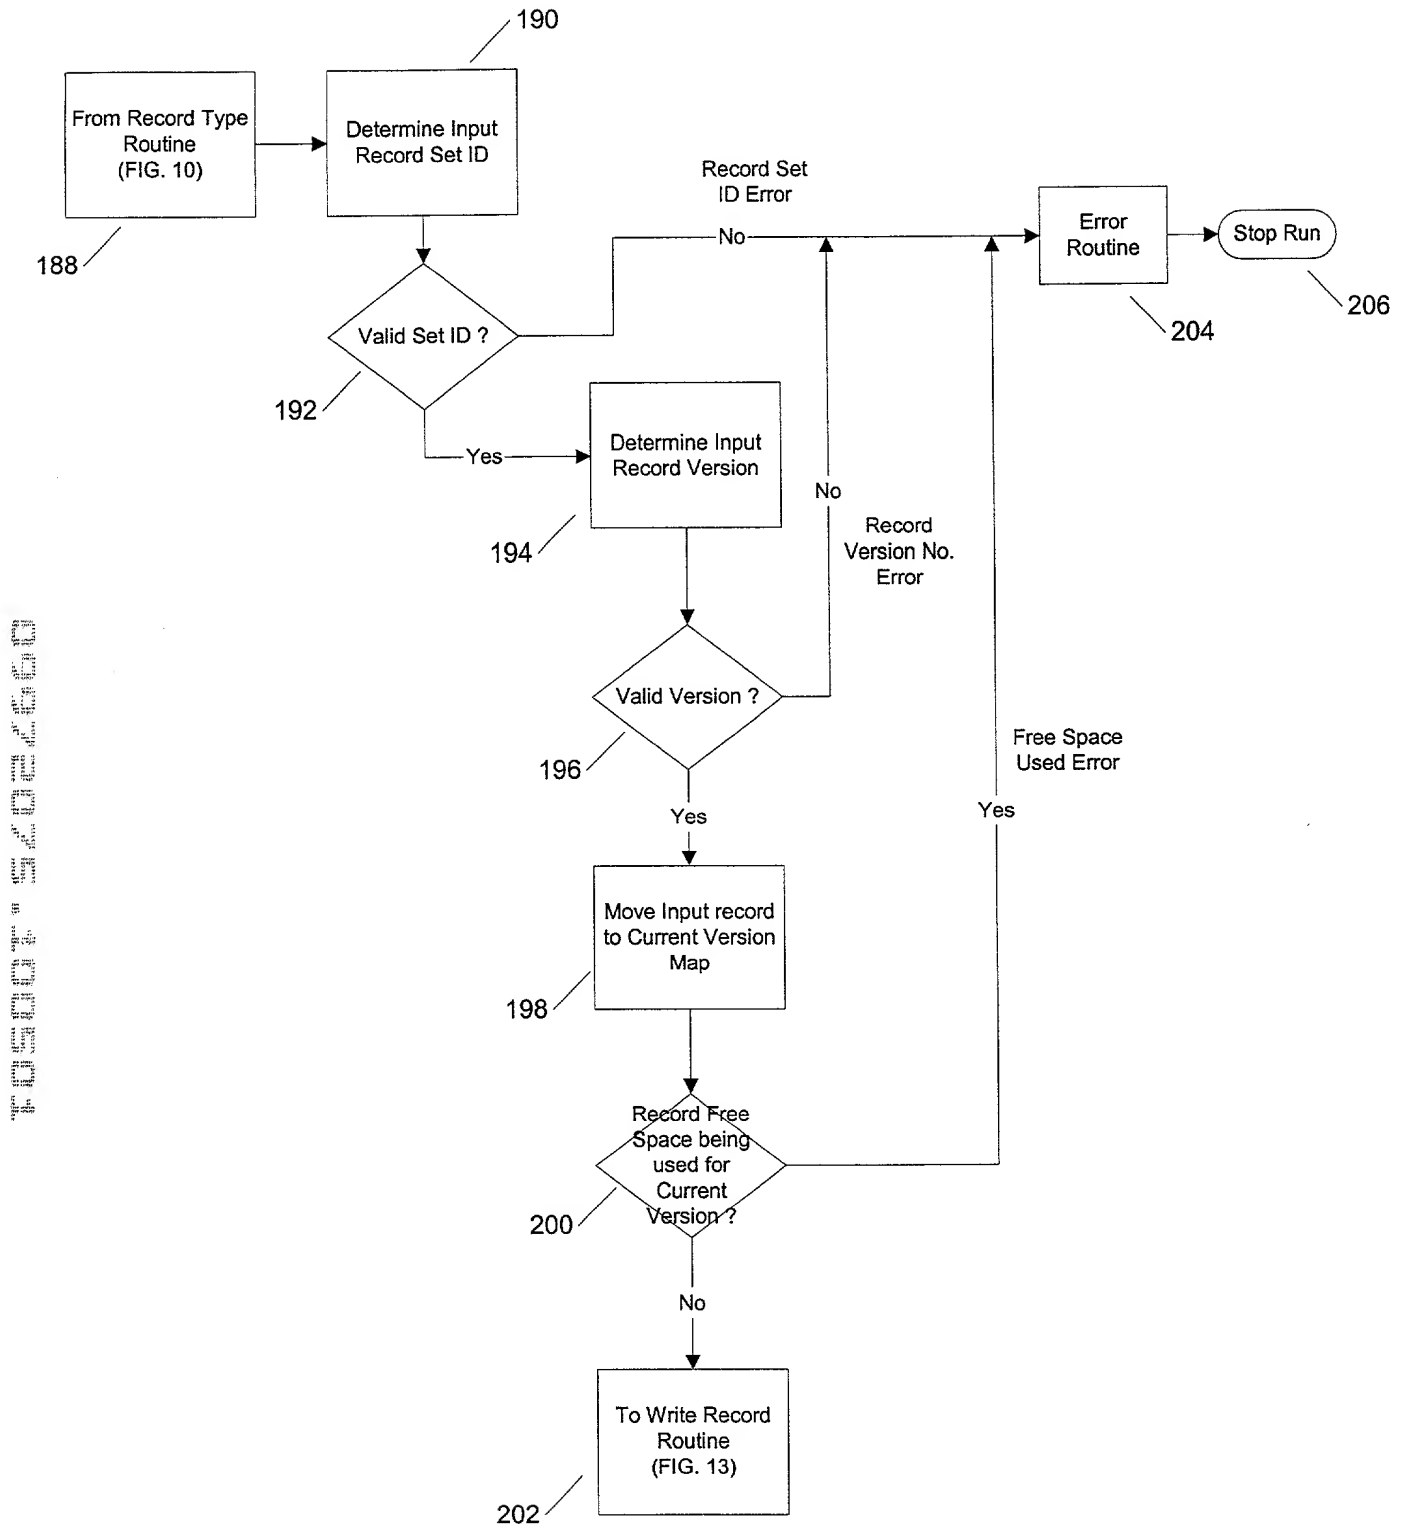 190
From Record Type
Routine
(FIG. 10)
188
Determine Input
Record Set ID
Record Set
ID Error
No
Error
Routine
204
Stop Run
206
Valid Set ID ?
192
Yes
Determine Input
Record Version
194
No
Record
Version No.
Error
Valid Version ?
196
Yes
Free Space
Used Error
Yes
Move Input record
to Current Version
Map
198
Record Free
Space being
used for
Current
Version ?
200
No
To Write Record
Routine
(FIG. 13)
202